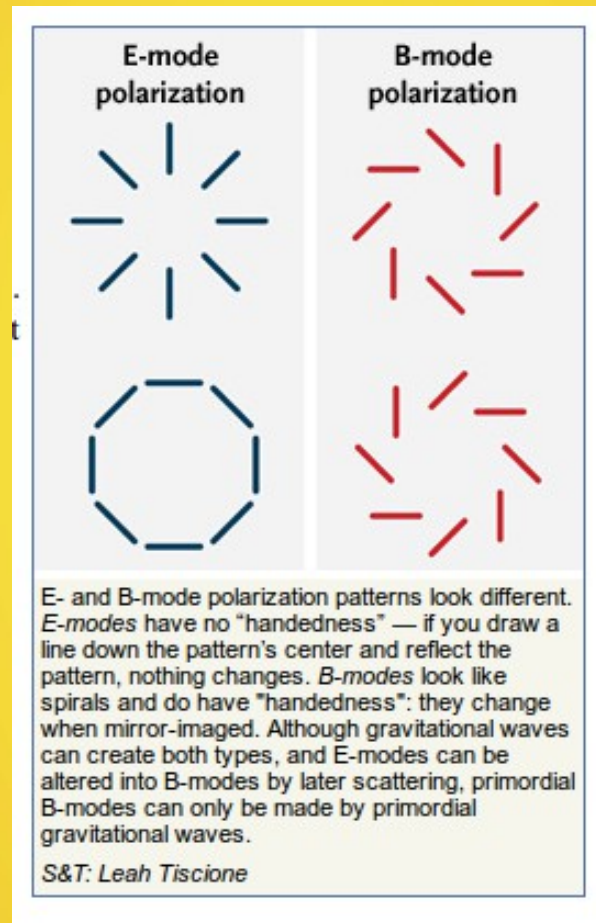 E-mode
polarization
B-mode
polarization
.
t
E- and B-mode polarization patterns look different.
E-modes have no “handedness” — if you draw a
line down the pattern's center and reflect the
pattern, nothing changes. B-modes look like
spirals and do have "handedness": they change
when mirror-imaged. Although gravitational waves
can create both types, and E-modes can be
altered into B-modes by later scattering, primordial
B-modes can only be made by primordial
gravitational waves.
S&T: Leah Tiscione